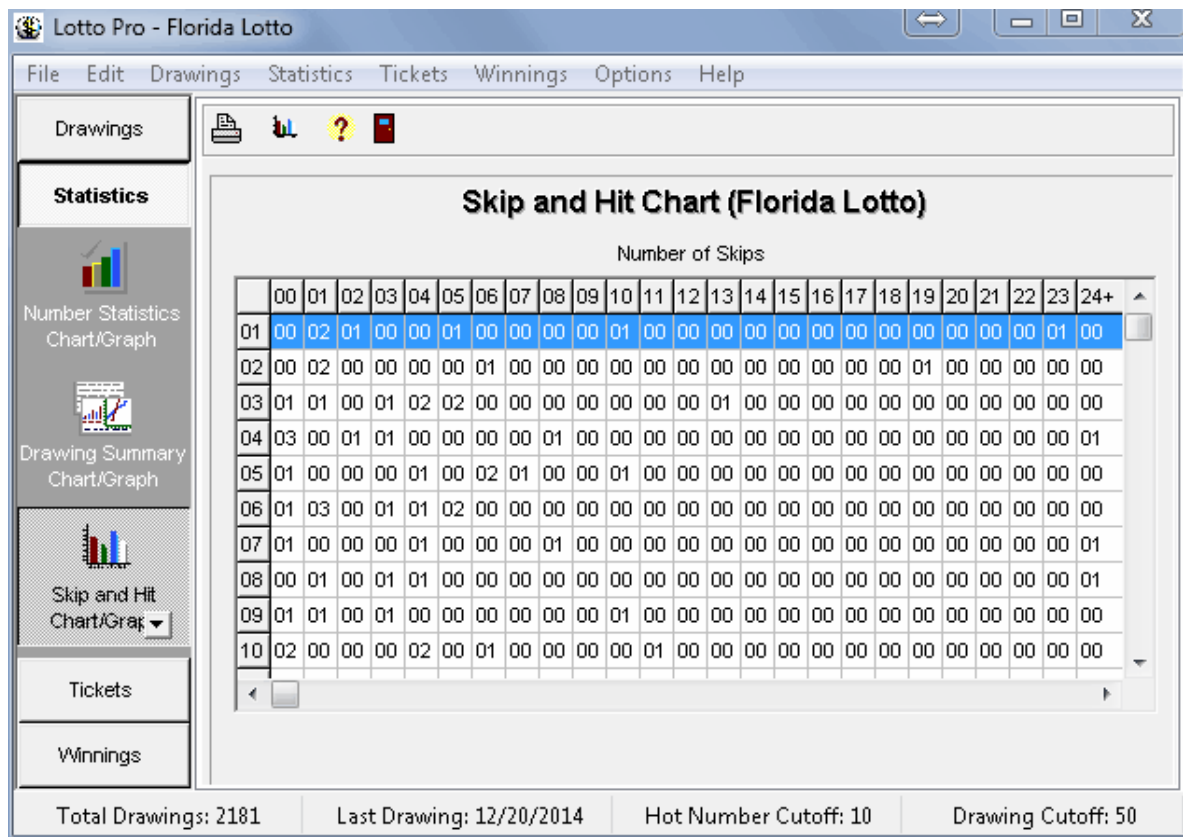 Lotto Pro - Florida Lotto
File Edit Drawings Statistics Tickets Winnings Options Help
Drawings
Statistics
Number Statistics
Chart/Graph
Drawing Summary
Chart/Graph
Skip and Hit
Chart/Grap
Tickets
Winnings
Skip and Hit Chart (Florida Lotto)
Number of Skips
00 01 02 03 04 05 06 07 08 09 10 11 12 13 14 15 16 17 18 19 20 21 22 23 24+
01 00 02 01 00 00 01 00 00 00 00 01 00 00 00 00 00 00 00 00 00 00 00 00 01 00
02 00 02 00 00 00 00 01 00 00 00 00 00 00 00 00 00 00 00 00 01 00 00 00 00 00
03 01 01 00 01 02 02 00 00 00 00 00 00 00 01 00 00 00 00 00 00 00 00 00 00 00
04 03 00 01 01 00 00 00 00 01 00 00 00 00 00 00 00 00 00 00 00 00 00 00 00 01
05 01 00 00 00 01 00 02 01 00 00 01 00 00 00 00 00 00 00 00 00 00 00 00 00 00
06 01 03 00 01 01 02 00 00 00 00 00 00 00 00 00 00 00 00 00 00 00 00 00 00 00
07 01 00 00 00 01 00 00 00 01 00 00 00 00 00 00 00 00 00 00 00 00 00 00 00 01
08 00 01 00 01 01 00 00 00 00 00 00 00 00 00 00 00 00 00 00 00 00 00 00 00 01
09 01 01 00 01 00 00 00 00 00 00 01 00 00 00 00 00 00 00 00 00 00 00 00 00 00
10 02 00 00 00 02 00 01 00 00 00 00 01 00 00 00 00 00 00 00 00 00 00 00 00 00
Total Drawings: 2181 Last Drawing: 12/20/2014 Hot Number Cutoff: 10 Drawing Cutoff: 50